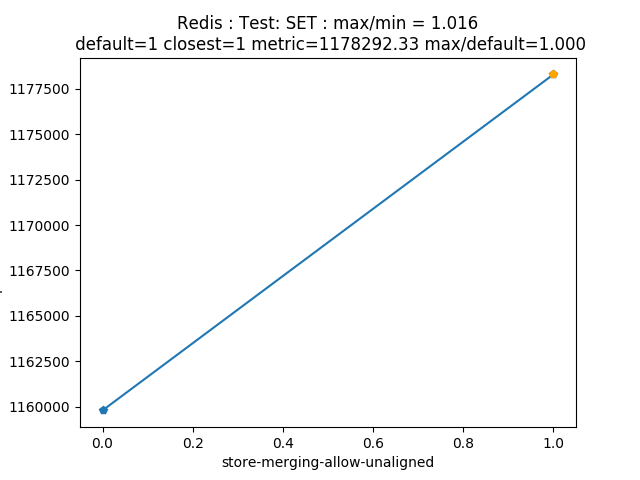 Redis : Test: SET : max/min = 1.016
default=1 closest=1 metric=1178292.33 max/default=1.000
1177500
1175000
1172500
1170000
1167500
1165000
1162500
1160000
0.0 0.2 0.4 0.6 0.8 1.0
store-merging-allow-unaligned